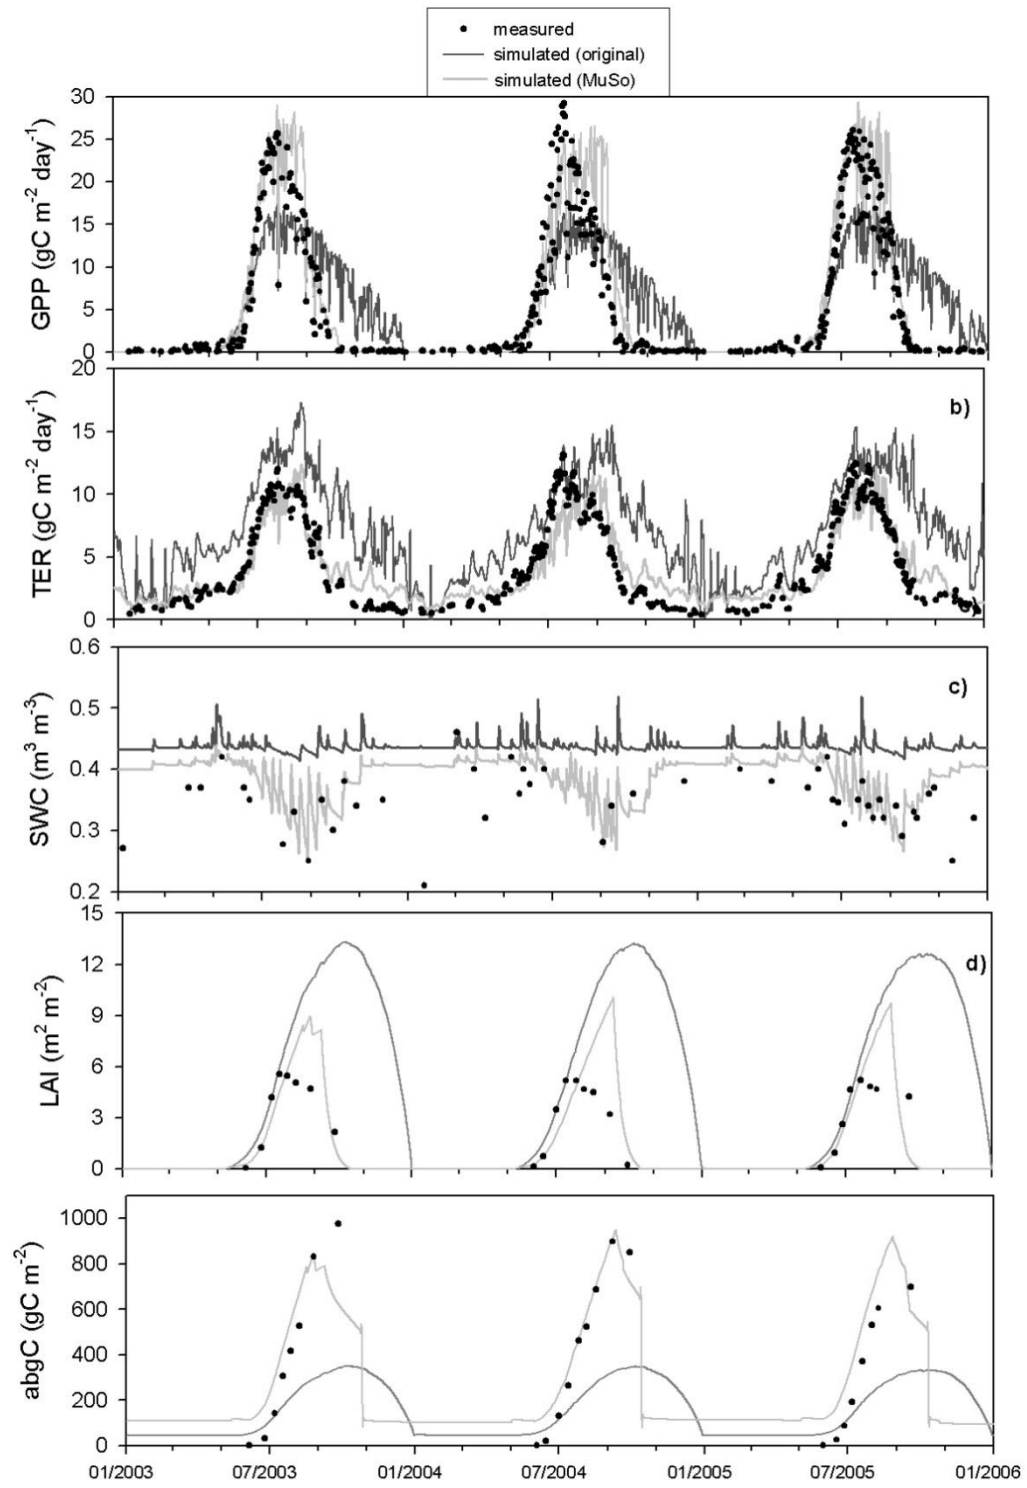 measured
simulated (original)
simulated (MuSo)
GPP (gC m⁻² day⁻¹)
30
25
20
15
10
5
0
TER (gC m⁻² day⁻¹)
b)
20
15
10
5
0
SWC (m³ m⁻³)
c)
0.6
0.5
0.4
0.3
0.2
LAI (m² m⁻²)
d)
15
12
9
6
3
0
abgC (gC m⁻²)
1000
800
600
400
200
0
01/2003 07/2003 01/2004 07/2004 01/2005 07/2005 01/2006